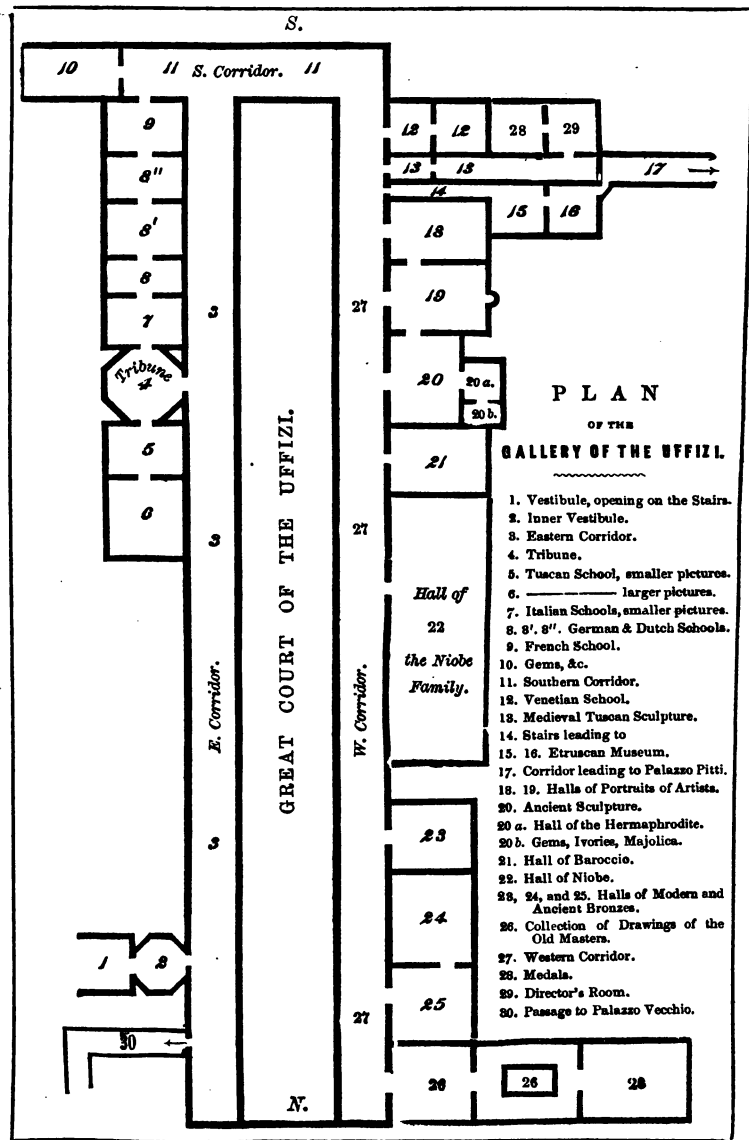 S.
10
11 S. Corridor. 11
9
8"
8'
8
7
Tribune
4
5
6
12 12 28 29
13 13 17
14
15 16
18
19
20 20 a.
20 b.
21
3 27
3 27
3 27
E. Corridor.
GREAT COURT OF THE UFFIZI.
W. Corridor.
Hall of
22
the Niobe
Family.
23
24
25
1 2
30
26 26 28
N.
PLAN
OF THE
GALLERY OF THE UFFIZI.
1. Vestibule, opening on the Stairs.
2. Inner Vestibule.
3. Eastern Corridor.
4. Tribune.
5. Tuscan School, smaller pictures.
6. ———— larger pictures.
7. Italian Schools, smaller pictures.
8. 8'. 8". German & Dutch Schools.
9. French School.
10. Gems, &c.
11. Southern Corridor.
12. Venetian School.
13. Medieval Tuscan Sculpture.
14. Stairs leading to
15. 16. Etruscan Museum.
17. Corridor leading to Palazzo Pitti.
18. 19. Halls of Portraits of Artists.
20. Ancient Sculpture.
20 a. Hall of the Hermaphrodite.
20 b. Gems, Ivories, Majolica.
21. Hall of Baroccio.
22. Hall of Niobe.
23, 24, and 25. Halls of Modern and
Ancient Bronzes.
26. Collection of Drawings of the
Old Masters.
27. Western Corridor.
28. Medals.
29. Director's Room.
30. Passage to Palazzo Vecchio.